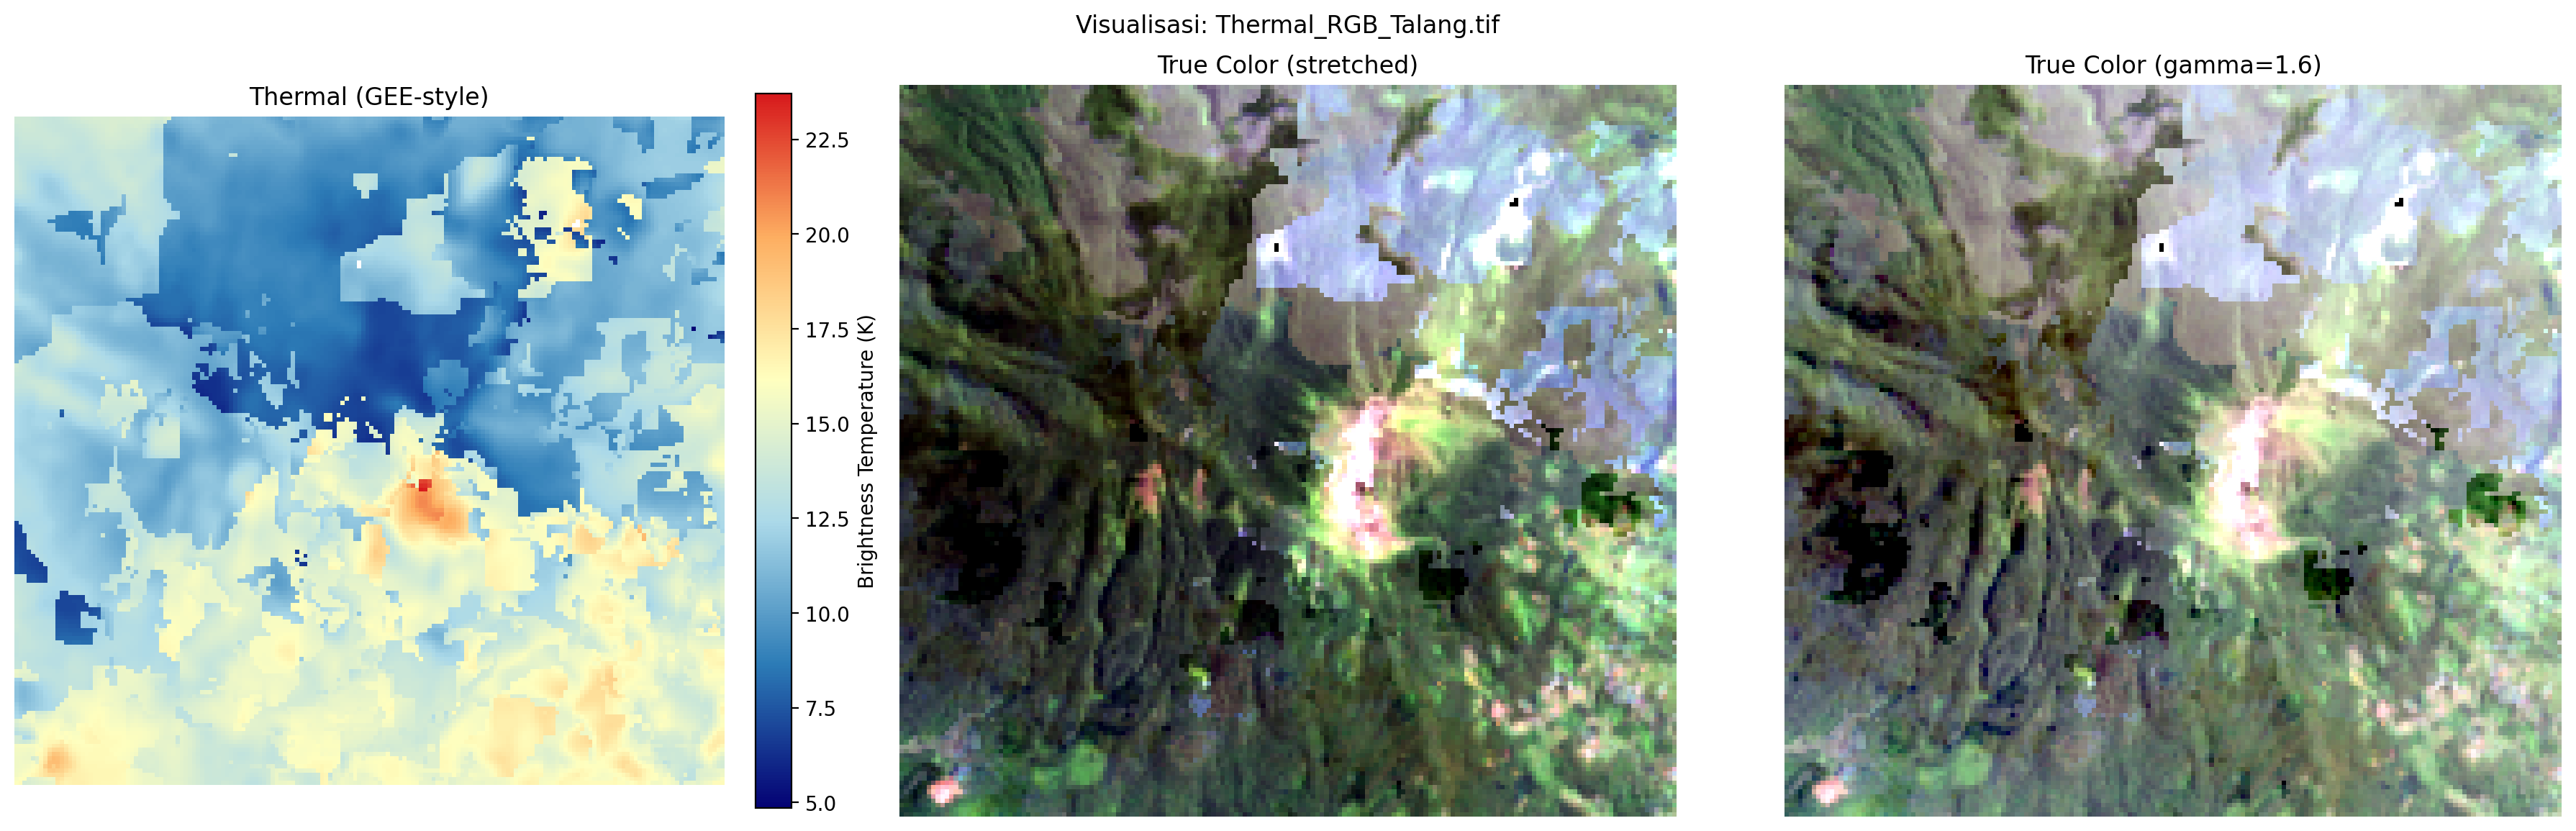 Visualisasi: Thermal_RGB_Talang.tif
Thermal (GEE-style)
22.5
20.0
17.5
15.0
12.5
10.0
7.5
5.0
Brightness Temperature (K)
True Color (stretched)
True Color (gamma=1.6)